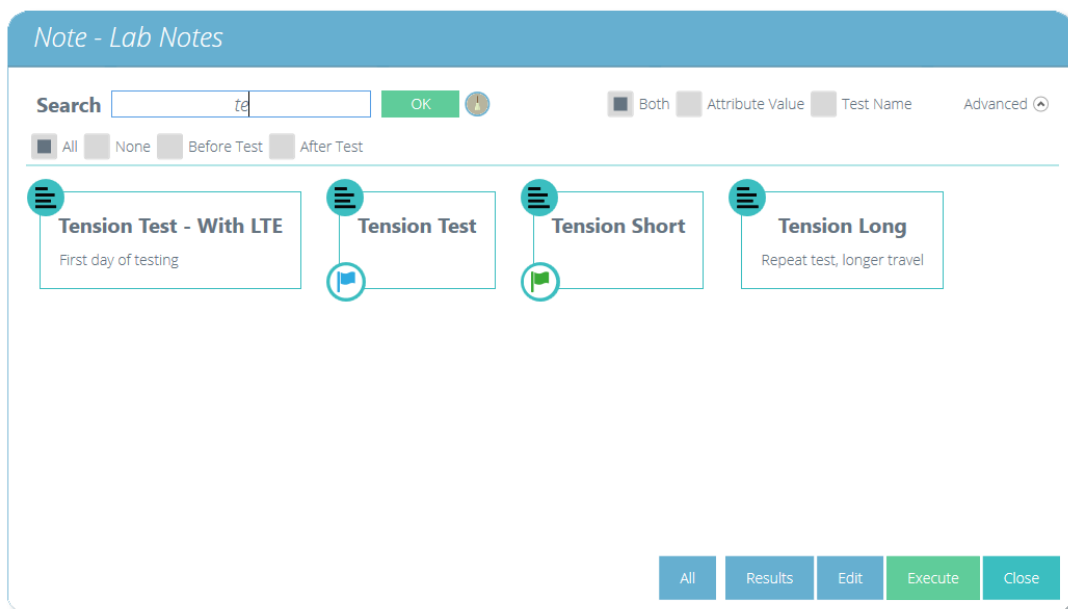 Note - Lab Notes
Search te OK Both Attribute Value Test Name Advanced
All None Before Test After Test
Tension Test - With LTE
First day of testing
Tension Test
Tension Short
Tension Long
Repeat test, longer travel
All Results Edit Execute Close